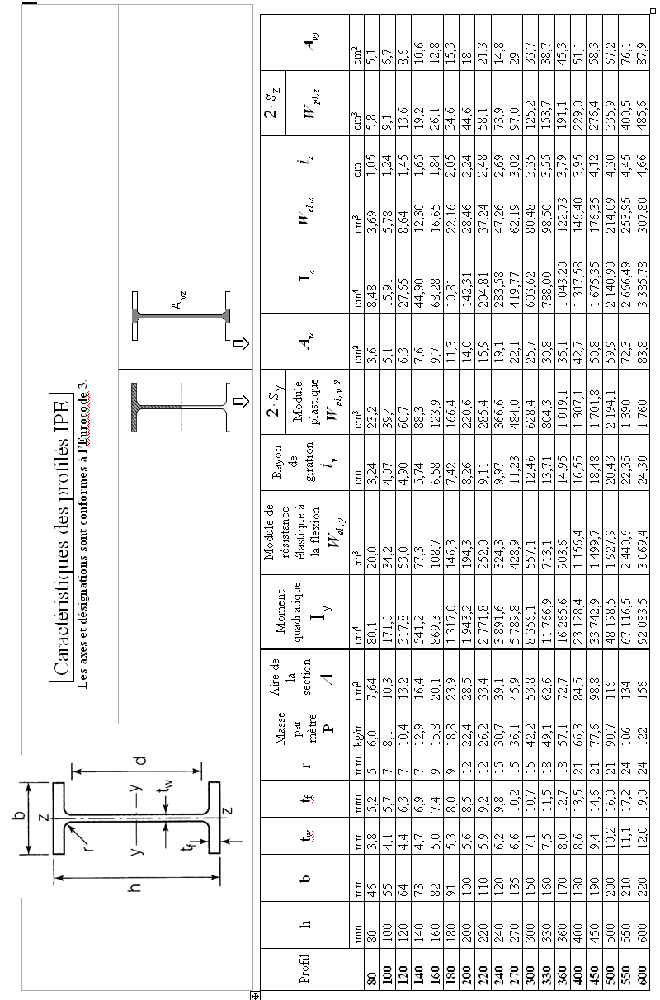 Caractéristiques des profilés IPE
Les axes et désignations sont conformes à l'Eurocode 3.
b
z
d
h
y
y
r
t_w
t_f
z
A_vz
Profil h b t_w t_f r Masse par mètre P Aire de la section A Moment quadratique I_y Module de résistance élastique à la flexion W_el,y Rayon de giration i_y 2·S_y Module plastique W_pl,y y A_vz I_z W_el,z i_z 2·S_z W_pl.z A_vy
mm mm mm mm mm kg/m cm² cm⁴ cm³ cm cm³ cm² cm⁴ cm³ cm cm³ cm²
80 80 46 3,8 5,2 5 6,0 7,64 80,1 20,0 3,24 23,2 3,6 8,48 3,69 1,05 5,8 5,1
100 100 55 4,1 5,7 7 8,1 10,3 171,0 34,2 4,07 39,4 5,1 15,91 5,78 1,24 9,1 6,7
120 120 64 4,4 6,3 7 10,4 13,2 317,8 53,0 4,90 60,7 6,3 27,65 8,64 1,45 13,6 8,6
140 140 73 4,7 6,9 7 12,9 16,4 541,2 77,3 5,74 88,3 7,6 44,90 12,30 1,65 19,2 10,6
160 160 82 5,0 7,4 9 15,8 20,1 869,3 108,7 6,58 123,9 9,7 68,28 16,65 1,84 26,1 12,8
180 180 91 5,3 8,0 9 18,8 23,9 1 317,0 146,3 7,42 166,4 11,3 10,81 22,16 2,05 34,6 15,3
200 200 100 5,6 8,5 12 22,4 28,5 1 943,2 194,3 8,26 220,6 14,0 142,31 28,46 2,24 44,6 18
220 220 110 5,9 9,2 12 26,2 33,4 2 771,8 252,0 9,11 285,4 15,9 204,81 37,24 2,48 58,1 21,3
240 240 120 6,2 9,8 15 30,7 39,1 3 891,6 324,3 9,97 366,6 19,1 283,58 47,26 2,69 73,9 14,8
270 270 135 6,6 10,2 15 36,1 45,9 5 789,8 428,9 11,23 484,0 22,1 419,77 62,19 3,02 97,0 29
300 300 150 7,1 10,7 15 42,2 53,8 8 356,1 557,1 12,46 628,4 25,7 603,62 80,48 3,35 125,2 33,7
330 330 160 7,5 11,5 18 49,1 62,6 11 766,9 713,1 13,71 804,3 30,8 788,00 98,50 3,55 153,7 38,7
360 360 170 8,0 12,7 18 57,1 72,7 16 265,6 903,6 14,95 1 019,1 35,1 1 043,20 122,73 3,79 191,1 45,3
400 400 180 8,6 13,5 21 66,3 84,5 23 128,4 1 156,4 16,55 1 307,1 42,7 1 317,58 146,40 3,95 229,0 51,1
450 450 190 9,4 14,6 21 77,6 98,8 33 742,9 1 499,7 18,48 1 701,8 50,8 1 675,35 176,35 4,12 276,4 58,3
500 500 200 10,2 16,0 21 90,7 116 48 198,5 1 927,9 20,43 2 194,1 59,9 2 140,90 214,09 4,30 335,9 67,2
550 550 210 11,1 17,2 24 106 134 67 116,5 2 440,6 22,35 1 390 72,3 2 666,49 253,95 4,45 400,5 76,1
600 600 220 12,0 19,0 24 122 156 92 083,5 3 069,4 24,30 1 760 83,8 3 385,78 307,80 4,66 485,6 87,9